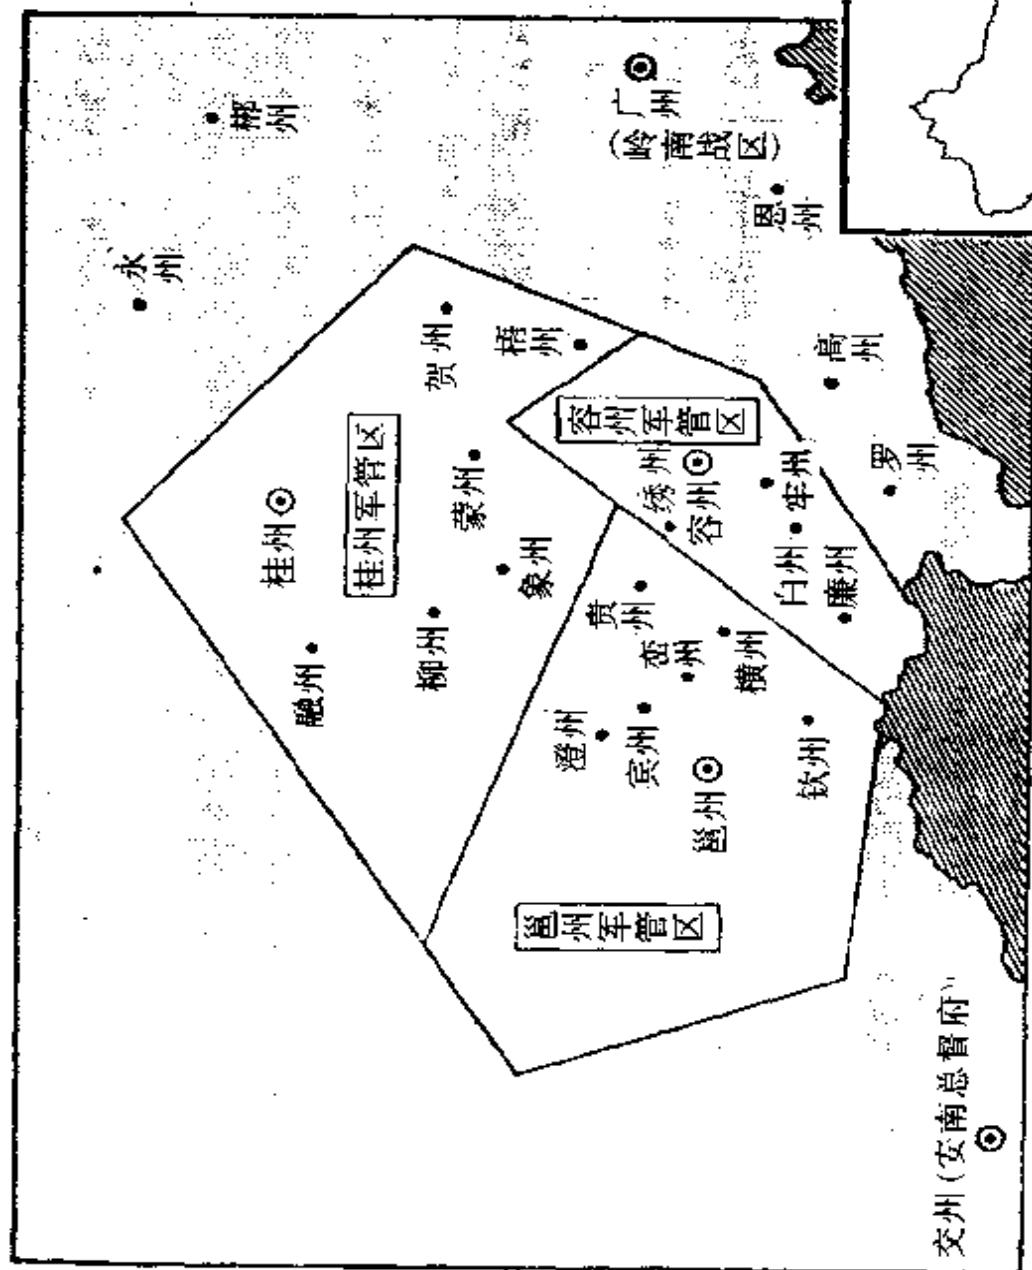 郴州
永州
广州
(岭南战区)
恩州
贺州
梧州
高州
桂州
桂州军管区
蒙州
容州军管区
绣州
容州
牢州
罗州
象州
融州
柳州
贵州
峦州
横州
白州
廉州
澄州
宾州
邕州
钦州
邕州军管区
交州(安南总督府)